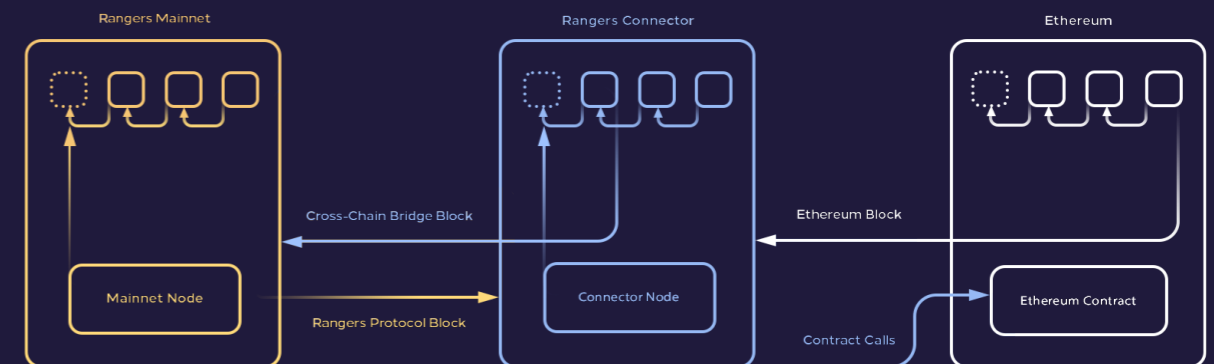 Rangers Mainnet
Rangers Connector
Ethereum
Cross-Chain Bridge Block
Ethereum Block
Mainnet Node
Connector Node
Ethereum Contract
Rangers Protocol Block
Contract Calls